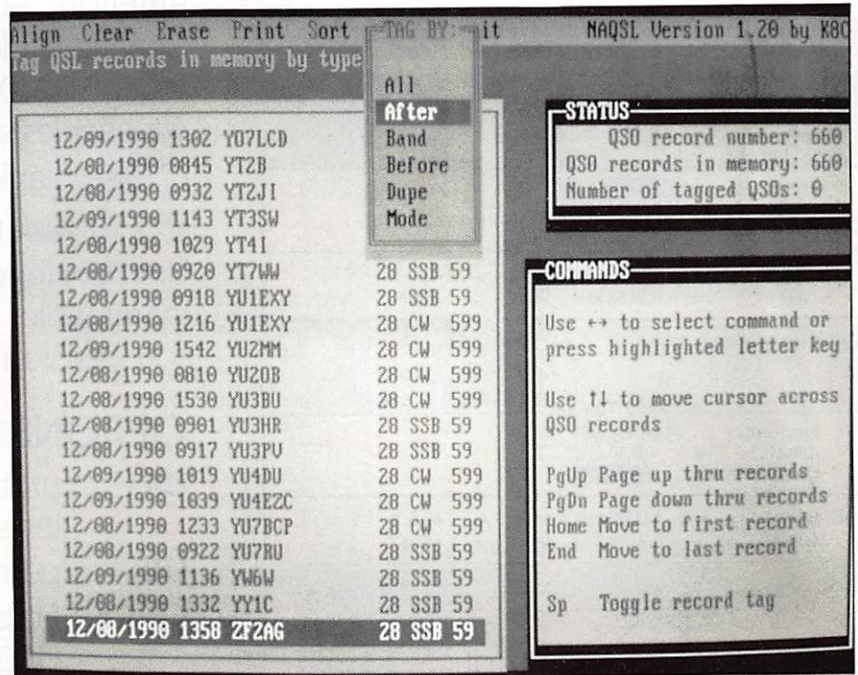 Align Clear Erase Print Sort TAG BY: it NAQSL Version 1.20 by K8C
Tag QSL records in memory by type
All
After
Band
Before
Dupe
Mode
12/09/1990 1302 YO7LCD
12/08/1990 0845 YT2B
12/08/1990 0932 YT2JI
12/09/1990 1143 YT3SW
12/08/1990 1029 YT4I
12/08/1990 0920 YT7WW 28 SSB 59
12/08/1990 0918 YU1EXY 28 SSB 59
12/08/1990 1216 YU1EXY 28 CW 599
12/09/1990 1542 YU2MM 28 CW 599
12/08/1990 0810 YU2OB 28 CW 599
12/08/1990 1530 YU3BU 28 CW 599
12/08/1990 0901 YU3HR 28 SSB 59
12/08/1990 0917 YU3PV 28 SSB 59
12/09/1990 1019 YU4DU 28 CW 599
12/09/1990 1039 YU4EZC 28 CW 599
12/08/1990 1233 YU7BCP 28 CW 599
12/08/1990 0922 YU7RU 28 SSB 59
12/09/1990 1136 YW6W 28 SSB 59
12/08/1990 1332 YY1C 28 SSB 59
12/08/1990 1358 ZF2AG 28 SSB 59
STATUS
QSO record number: 660
QSO records in memory: 660
Number of tagged QSOs: 0
COMMANDS
Use ←→ to select command or
press highlighted letter key
Use ↑↓ to move cursor across
QSO records
PgUp Page up thru records
PgDn Page down thru records
Home Move to first record
End Move to last record
Sp Toggle record tag